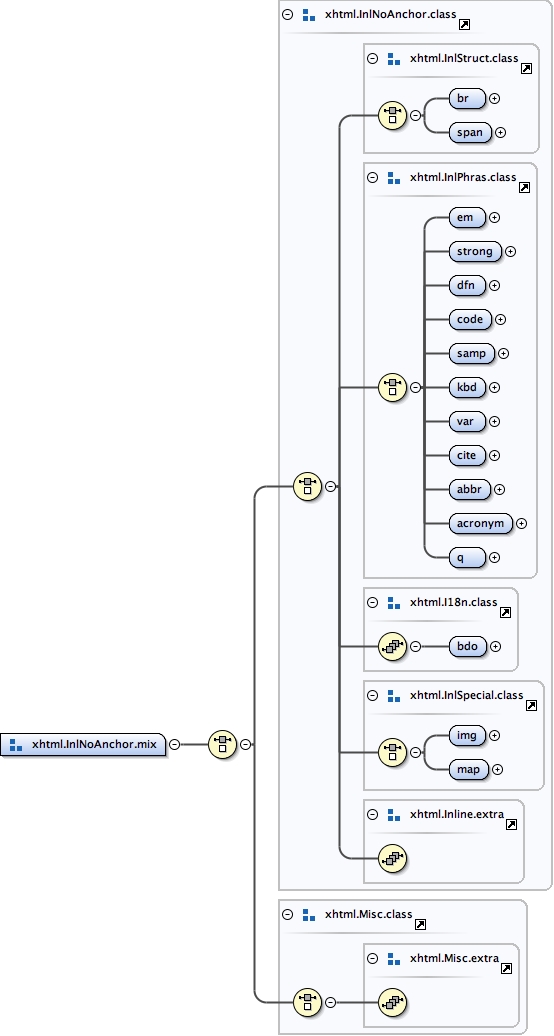 xhtml.InlNoAnchor.class
xhtml.InlStruct.class
br
span
xhtml.InlPhras.class
em
strong
dfn
code
samp
kbd
var
cite
abbr
acronym
q
xhtml.I18n.class
bdo
xhtml.InlSpecial.class
img
map
xhtml.InlNoAnchor.mix
xhtml.Inline.extra
xhtml.Misc.class
xhtml.Misc.extra